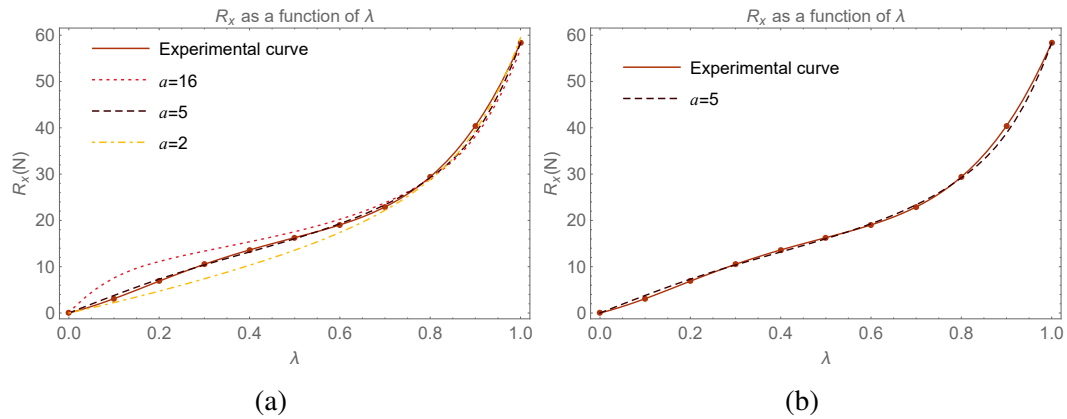 R_x as a function of λ
60
50
40
30
20
10
0
R_x(N)
Experimental curve
a=16
a=5
a=2
0.0 0.2 0.4 0.6 0.8 1.0
λ
(a)
R_x as a function of λ
60
50
40
30
20
10
0
R_x(N)
Experimental curve
a=5
0.0 0.2 0.4 0.6 0.8 1.0
λ
(b)